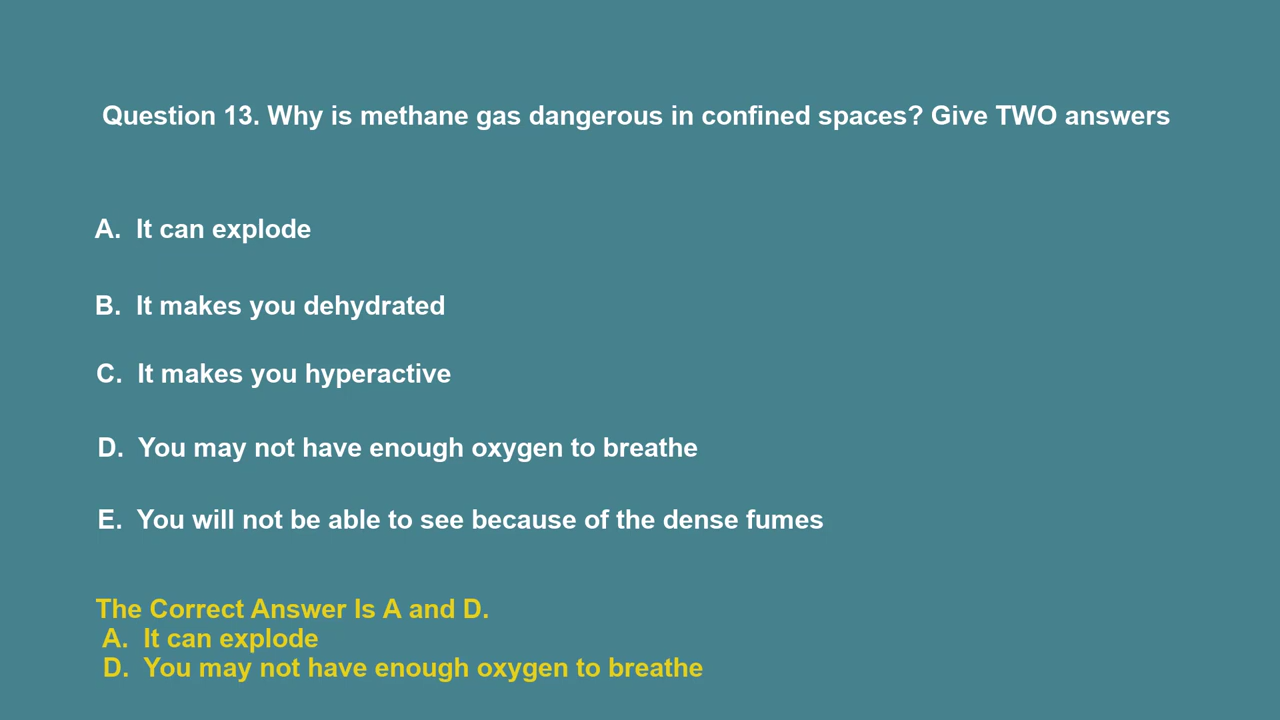 Question 13. Why is methane gas dangerous in confined spaces? Give TWO answers
A. It can explode
B. It makes you dehydrated
C. It makes you hyperactive
D. You may not have enough oxygen to breathe
E. You will not be able to see because of the dense fumes
The Correct Answer Is A and D.
A. It can explode
D. You may not have enough oxygen to breathe